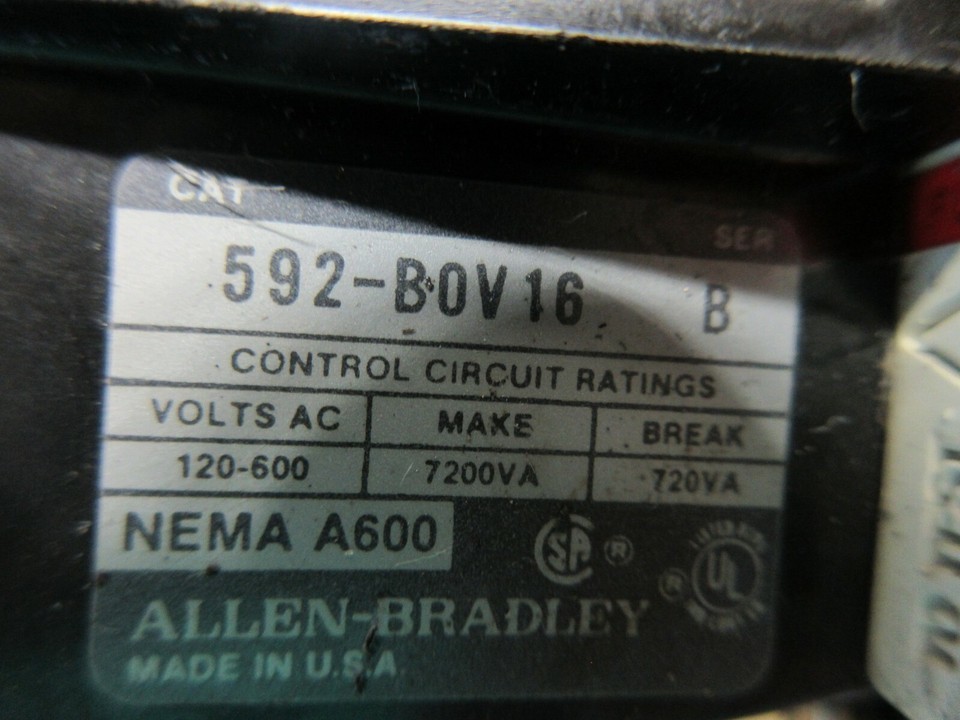 CAT
SER
592-BOV16 B
CONTROL CIRCUIT RATINGS
VOLTS AC MAKE BREAK
120-600 7200VA 720VA
NEMA A600
SA ®
® UL
ALLEN-BRADLEY
MADE IN U.S.A.